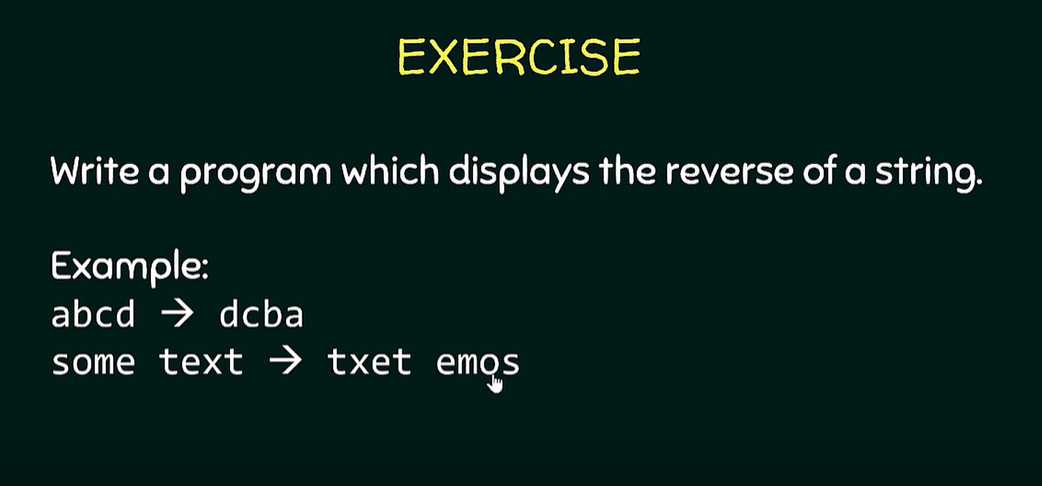 EXERCISE
Write a program which displays the reverse of a string.
Example:
abcd → dcba
some text → txet emos